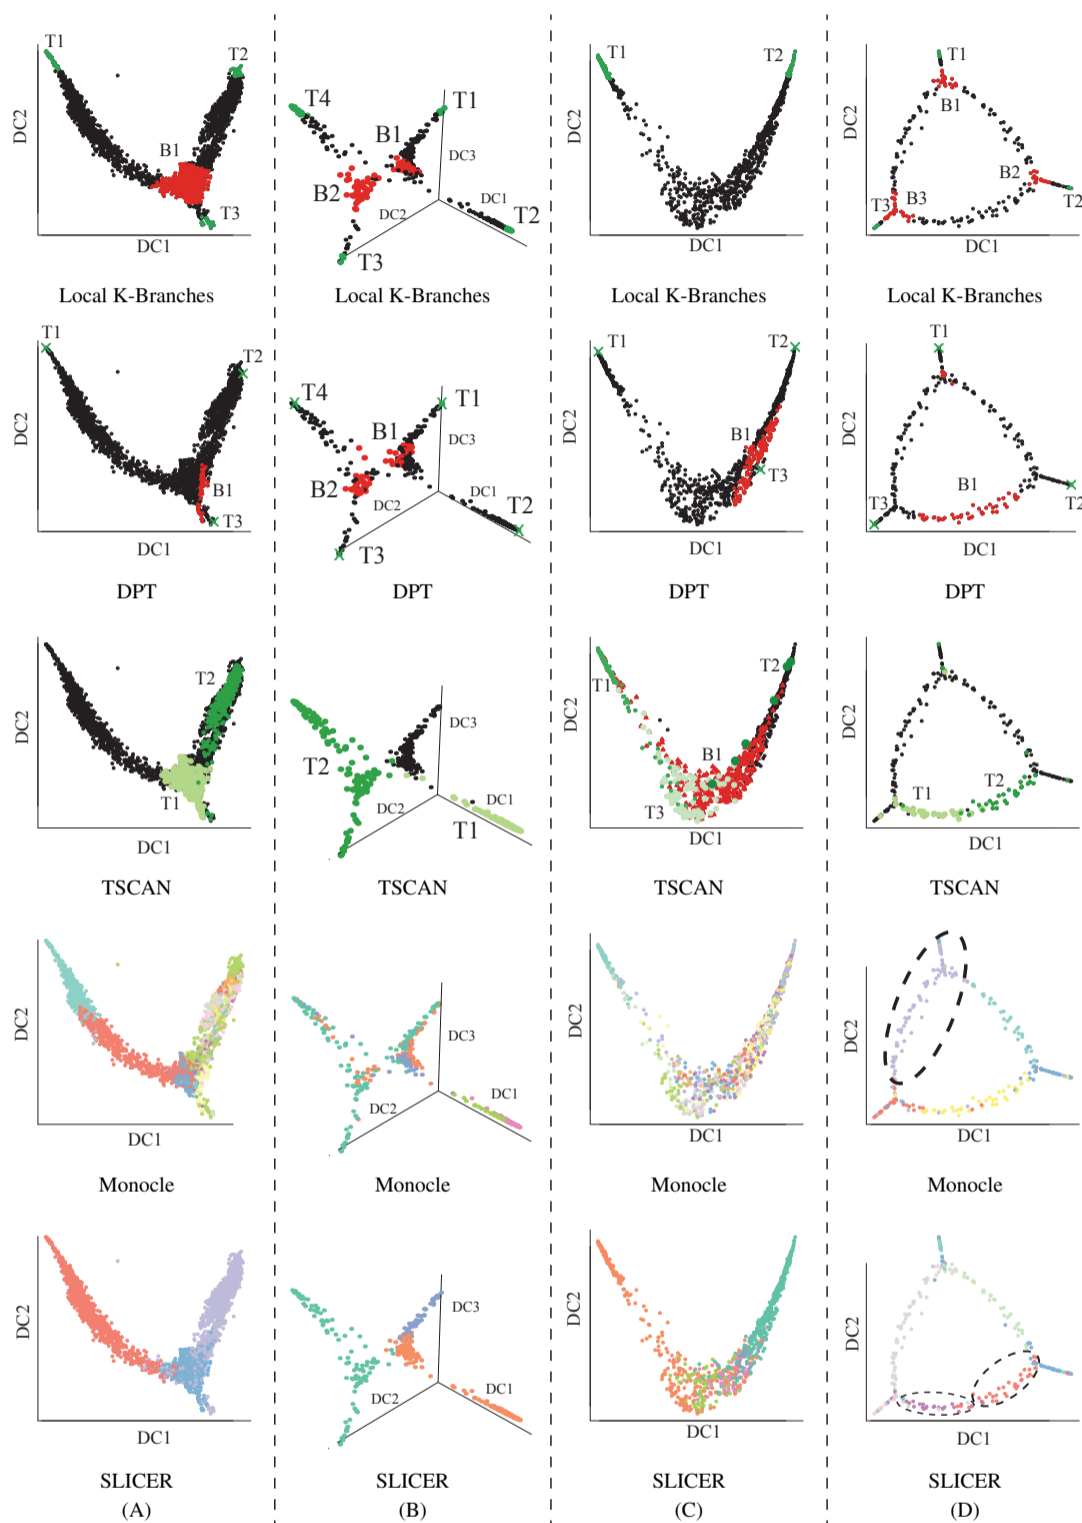 T1
T2
B1
T3
DC2
DC1
Local K-Branches
T4
T1
B1
DC3
B2
DC1
DC2
T2
T3
Local K-Branches
T1
T2
DC2
DC1
Local K-Branches
T1
B1
DC2
B2
T3
B3
T2
DC1
Local K-Branches
T1
T2
DC2
B1
T3
DC1
DPT
T4
T1
B1
DC3
B2
DC1
DC2
T2
T3
DPT
T1
T2
DC2
B1
T3
DC1
DPT
T1
DC2
B1
T3
T2
DC1
DPT
T2
DC2
T1
DC1
TSCAN
DC3
T2
DC2
DC1
T1
TSCAN
T2
T1
DC2
B1
T3
DC1
TSCAN
DC2
T1
T2
DC1
TSCAN
DC2
DC1
Monocle
DC3
DC1
DC2
Monocle
DC2
DC1
Monocle
DC2
DC1
Monocle
DC2
DC1
SLICER
(A)
DC3
DC1
DC2
SLICER
(B)
DC2
DC1
SLICER
(C)
DC2
DC1
SLICER
(D)